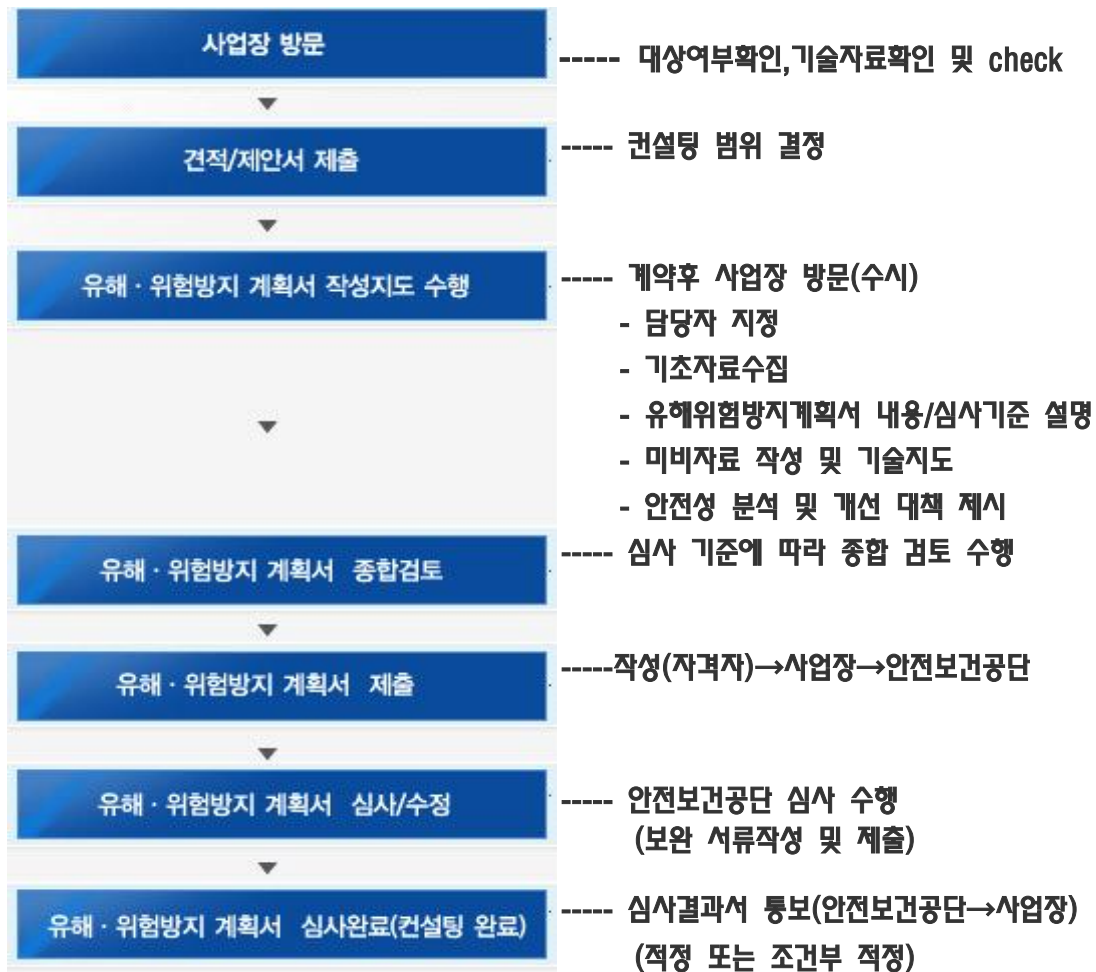 사업장 방문
----- 대상여부확인,기술자료확인 및 check
견적/제안서 제출
----- 컨설팅 범위 결정
유해 · 위험방지 계획서 작성지도 수행
----- 계약후 사업장 방문(수시)
- 담당자 지정
- 기초자료수집
- 유해위험방지계획서 내용/심사기준 설명
- 미비자료 작성 및 기술지도
- 안전성 분석 및 개선 대책 제시
유해 · 위험방지 계획서 종합검토
----- 심사 기준에 따라 종합 검토 수행
유해 · 위험방지 계획서 제출
-----작성(자격자)→사업장→안전보건공단
유해 · 위험방지 계획서 심사/수정
----- 안전보건공단 심사 수행
(보완 서류작성 및 제출)
유해 · 위험방지 계획서 심사완료(컨설팅 완료)
----- 심사결과서 통보(안전보건공단→사업장)
(적정 또는 조건부 적정)